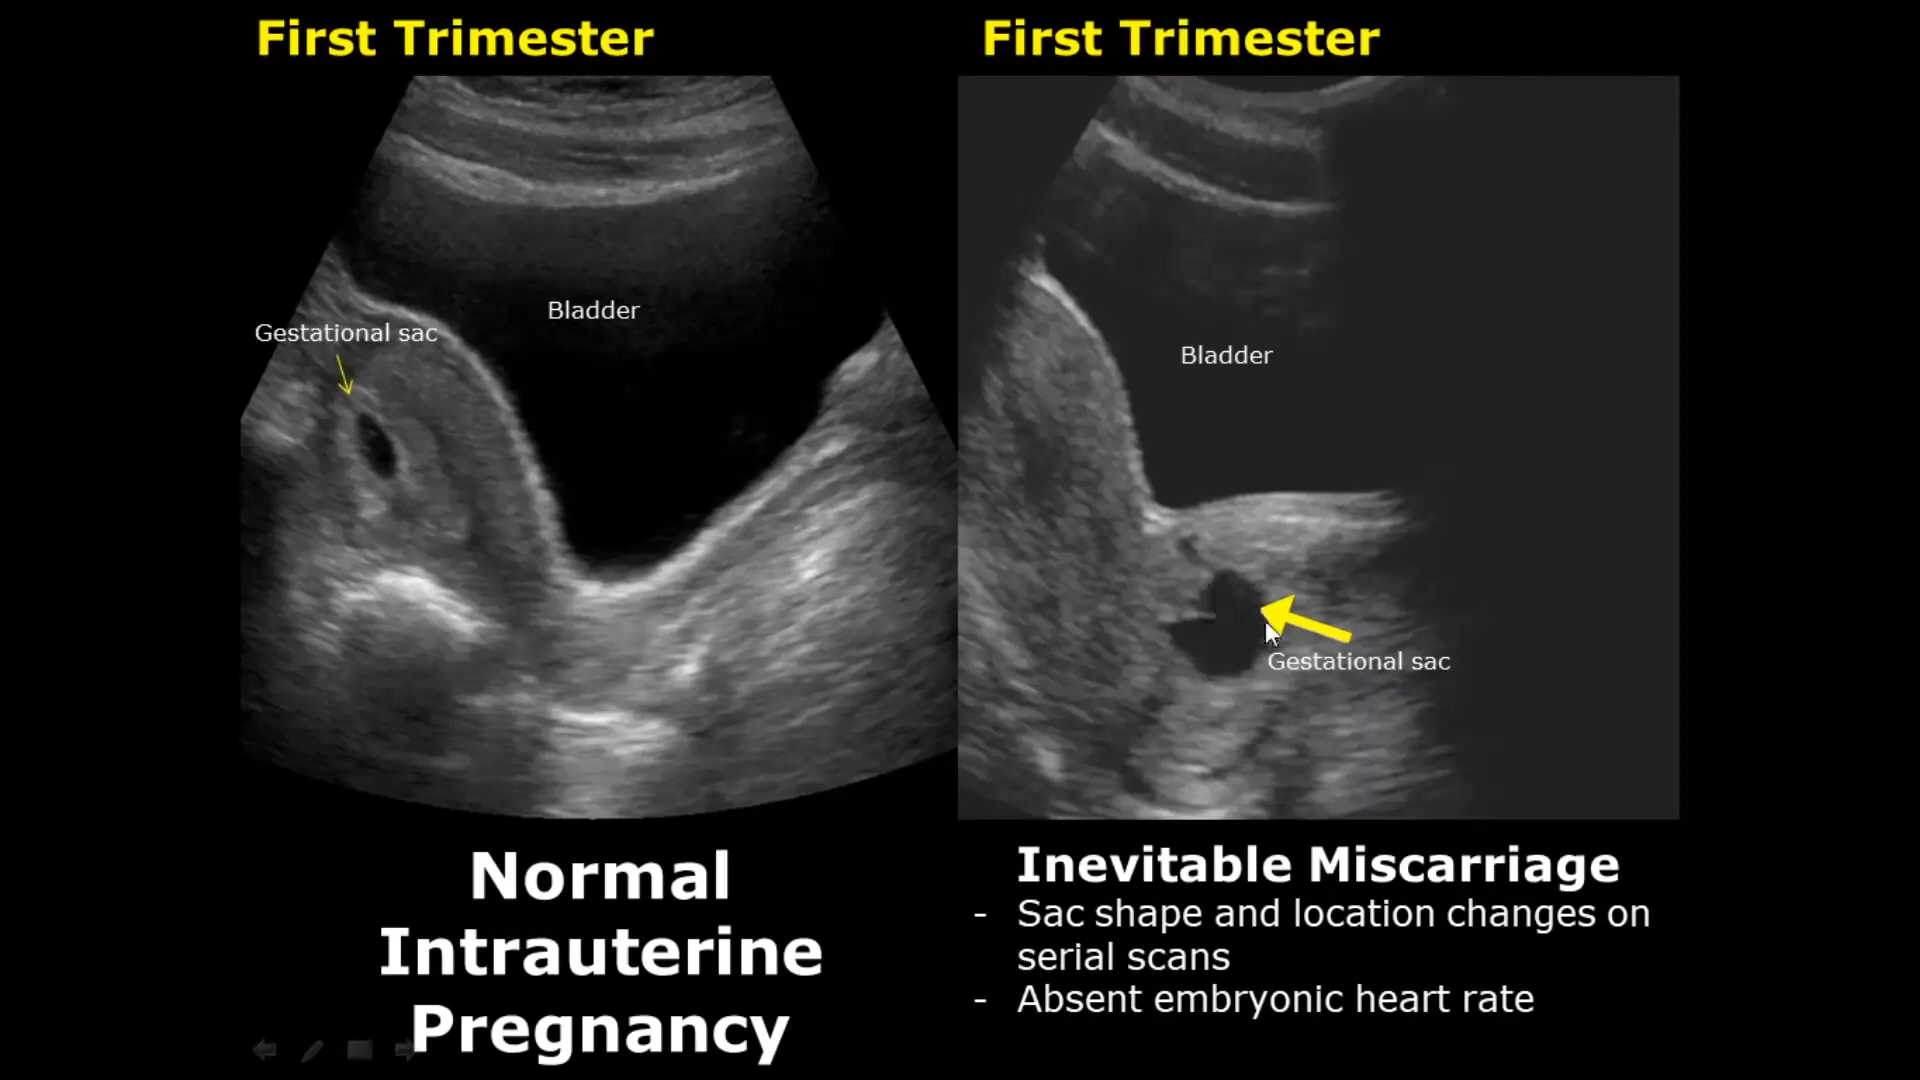 First Trimester
Gestational sac
Bladder
Normal
Intrauterine
Pregnancy
First Trimester
Bladder
Gestational sac
Inevitable Miscarriage
- Sac shape and location changes on
serial scans
- Absent embryonic heart rate